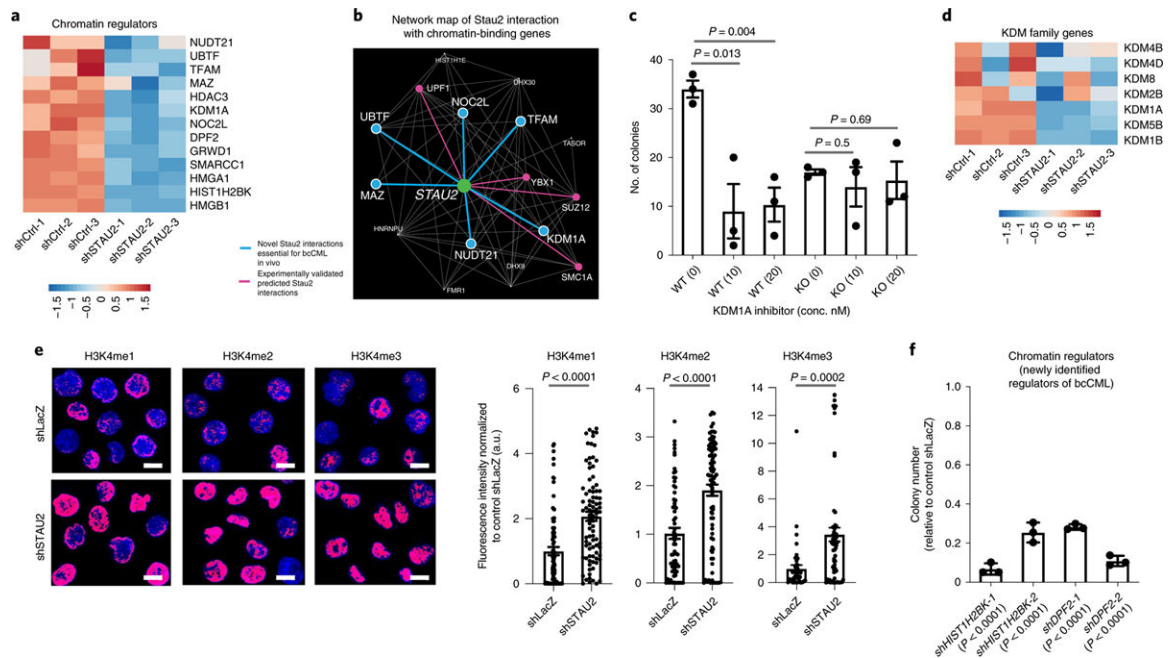 a
Chromatin regulators
NUDT21
UBTF
TFAM
MAZ
HDAC3
KDM1A
NOC2L
DPF2
GRWD1
SMARCC1
HMGA1
HIST1H2BK
HMGB1
shCtrl-1
shCtrl-2
shCtrl-3
shSTAU2-1
shSTAU2-2
shSTAU2-3
−1.5
−1
−0.5
0
0.5
1
1.5
b
Network map of Stau2 interaction
with chromatin-binding genes
HIST1H1E
DHX30
UPF1
NOC2L
UBTF
TFAM
TASOR
YBX1
STAU2
MAZ
SUZ12
HNRNPU
KDM1A
NUDT21
DHX9
SMC1A
FMR1
Novel Stau2 interactions
essential for bcCML
in vivo
Experimentally validated
predicted Stau2
interactions
c
P = 0.004
P = 0.013
P = 0.69
P = 0.5
No. of colonies
60
40
30
20
10
0
WT (0)
WT (10)
WT (20)
KO (0)
KO (10)
KO (20)
KDM1A inhibitor (conc. nM)
d
KDM family genes
KDM4B
KDM4D
KDM8
KDM2B
KDM1A
KDM5B
KDM1B
shCtrl-1
shCtrl-2
shCtrl-3
shSTAU2-1
shSTAU2-2
shSTAU2-3
−1.5
−1
−0.5
0
0.5
1
1.5
e
H3K4me1
H3K4me2
H3K4me3
shLacZ
shSTAU2
Fluorescence intensity normalized
to control shLacZ (a.u.)
H3K4me1
P < 0.0001
8
6
4
2
0
shLacZ
shSTAU2
H3K4me2
P < 0.0001
4
3
2
1
0
shLacZ
shSTAU2
H3K4me3
P = 0.0002
14
13
12
11
10
9
8
7
6
5
4
3
2
1
0
shLacZ
shSTAU2
f
Chromatin regulators
(newly identified
regulators of bcCML)
Colony number
(relative to control shLacZ)
1.0
0.8
0.6
0.4
0.2
0
shHIST1H2BK-1
(P < 0.0001)
shHIST1H2BK-2
(P < 0.0001)
shDPF2-1
(P < 0.0001)
shDPF2-2
(P < 0.0001)